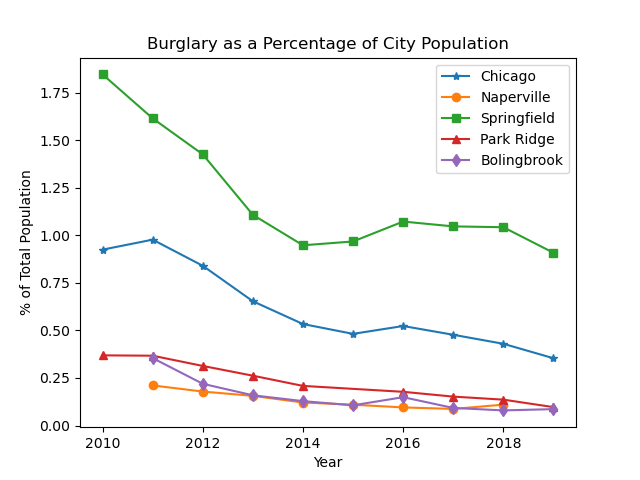 Burglary as a Percentage of City Population
Chicago
Naperville
Springfield
Park Ridge
Bolingbrook
% of Total Population
1.75
1.50
1.25
1.00
0.75
0.50
0.25
0.00
2010 2012 2014 2016 2018
Year